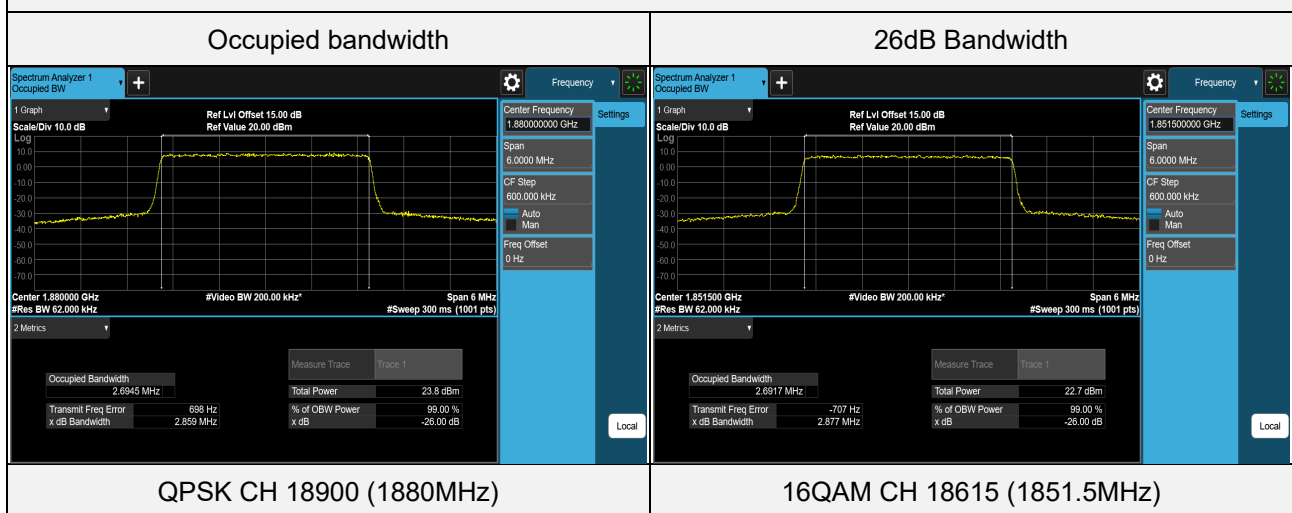 Occupied bandwidth
26dB Bandwidth
Spectrum Analyzer 1
Occupied BW
+
Frequency
1 Graph
Scale/Div 10.0 dB
Ref Lvl Offset 15.00 dB
Ref Value 20.00 dBm
Log
10.0
0.00
-10.0
-20.0
-30.0
-40.0
-50.0
-60.0
-70.0
Center 1.880000 GHz
#Res BW 62.000 kHz
#Video BW 200.00 kHz*
Span 6 MHz
#Sweep 300 ms (1001 pts)
Center Frequency
1.880000000 GHz
Settings
Span
6.0000 MHz
CF Step
600.000 kHz
Auto
Man
Freq Offset
0 Hz
Local
2 Metrics
Measure Trace Trace 1
Occupied Bandwidth
2.6945 MHz
Total Power 23.8 dBm
Transmit Freq Error 698 Hz
% of OBW Power 99.00 %
x dB Bandwidth 2.859 MHz
x dB -26.00 dB
Spectrum Analyzer 1
Occupied BW
+
Frequency
1 Graph
Scale/Div 10.0 dB
Ref Lvl Offset 15.00 dB
Ref Value 20.00 dBm
Log
10.0
0.00
-10.0
-20.0
-30.0
-40.0
-50.0
-60.0
-70.0
Center 1.851500 GHz
#Res BW 62.000 kHz
#Video BW 200.00 kHz*
Span 6 MHz
#Sweep 300 ms (1001 pts)
Center Frequency
1.851500000 GHz
Settings
Span
6.0000 MHz
CF Step
600.000 kHz
Auto
Man
Freq Offset
0 Hz
Local
2 Metrics
Measure Trace Trace 1
Occupied Bandwidth
2.6917 MHz
Total Power 22.7 dBm
Transmit Freq Error -707 Hz
% of OBW Power 99.00 %
x dB Bandwidth 2.877 MHz
x dB -26.00 dB
QPSK CH 18900 (1880MHz)
16QAM CH 18615 (1851.5MHz)